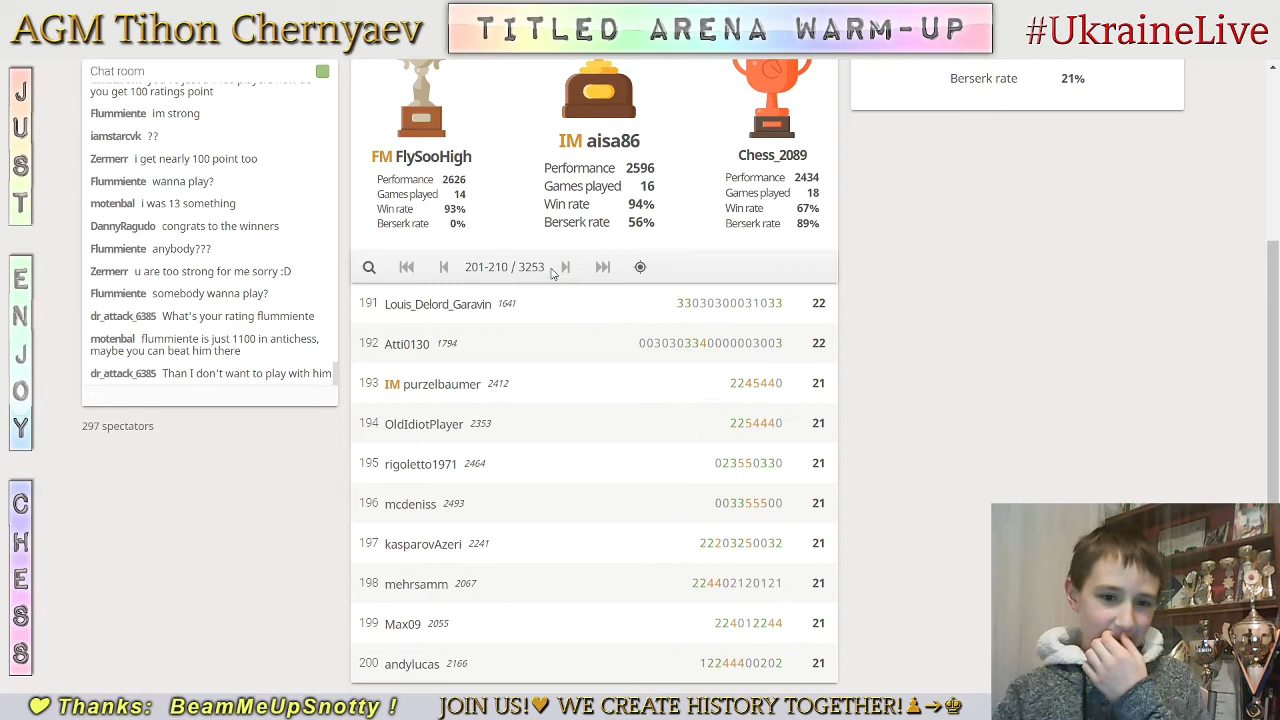 AGM Tihon Chernyaev
TITLED ARENA WARM-UP
#UkraineLive
JUST
ENJOY
CHESS
Chat room
you get 100 ratings point
Flummiente im strong
iamstarcvk ??
Zermerr i get nearly 100 point too
Flummiente wanna play?
motenbal i was 13 something
DannyRagudo congrats to the winners
Flummiente anybody???
Zermerr u are too strong for me sorry :D
Flummiente somebody wanna play?
dr_attack_6385 What's your rating flummiente
motenbal flummiente is just 1100 in antichess,
maybe you can beat him there
dr_attack_6385 Than I don't want to play with him
297 spectators
FM FlySooHigh
Performance 2626
Games played 14
Win rate 93%
Berserk rate 0%
IM aisa86
Performance 2596
Games played 16
Win rate 94%
Berserk rate 56%
Chess_2089
Performance 2434
Games played 18
Win rate 67%
Berserk rate 89%
Berserk rate 21%
201-210 / 3253
191 Louis_Delord_Garavin 1641 33030300031033 22
192 Atti0130 1794 0030303340000003003 22
193 IM purzelbaumer 2412 2245440 21
194 OldIdiotPlayer 2353 2254440 21
195 rigoletto1971 2464 023550330 21
196 mcdeniss 2493 003355500 21
197 kasparovAzeri 2241 22203250032 21
198 mehrsamm 2067 224402120121 21
199 Max09 2055 224012244 21
200 andylucas 2166 12244400202 21
Thanks: BeamMeUpSnotty !
JOIN US! WE CREATE HISTORY TOGETHER!